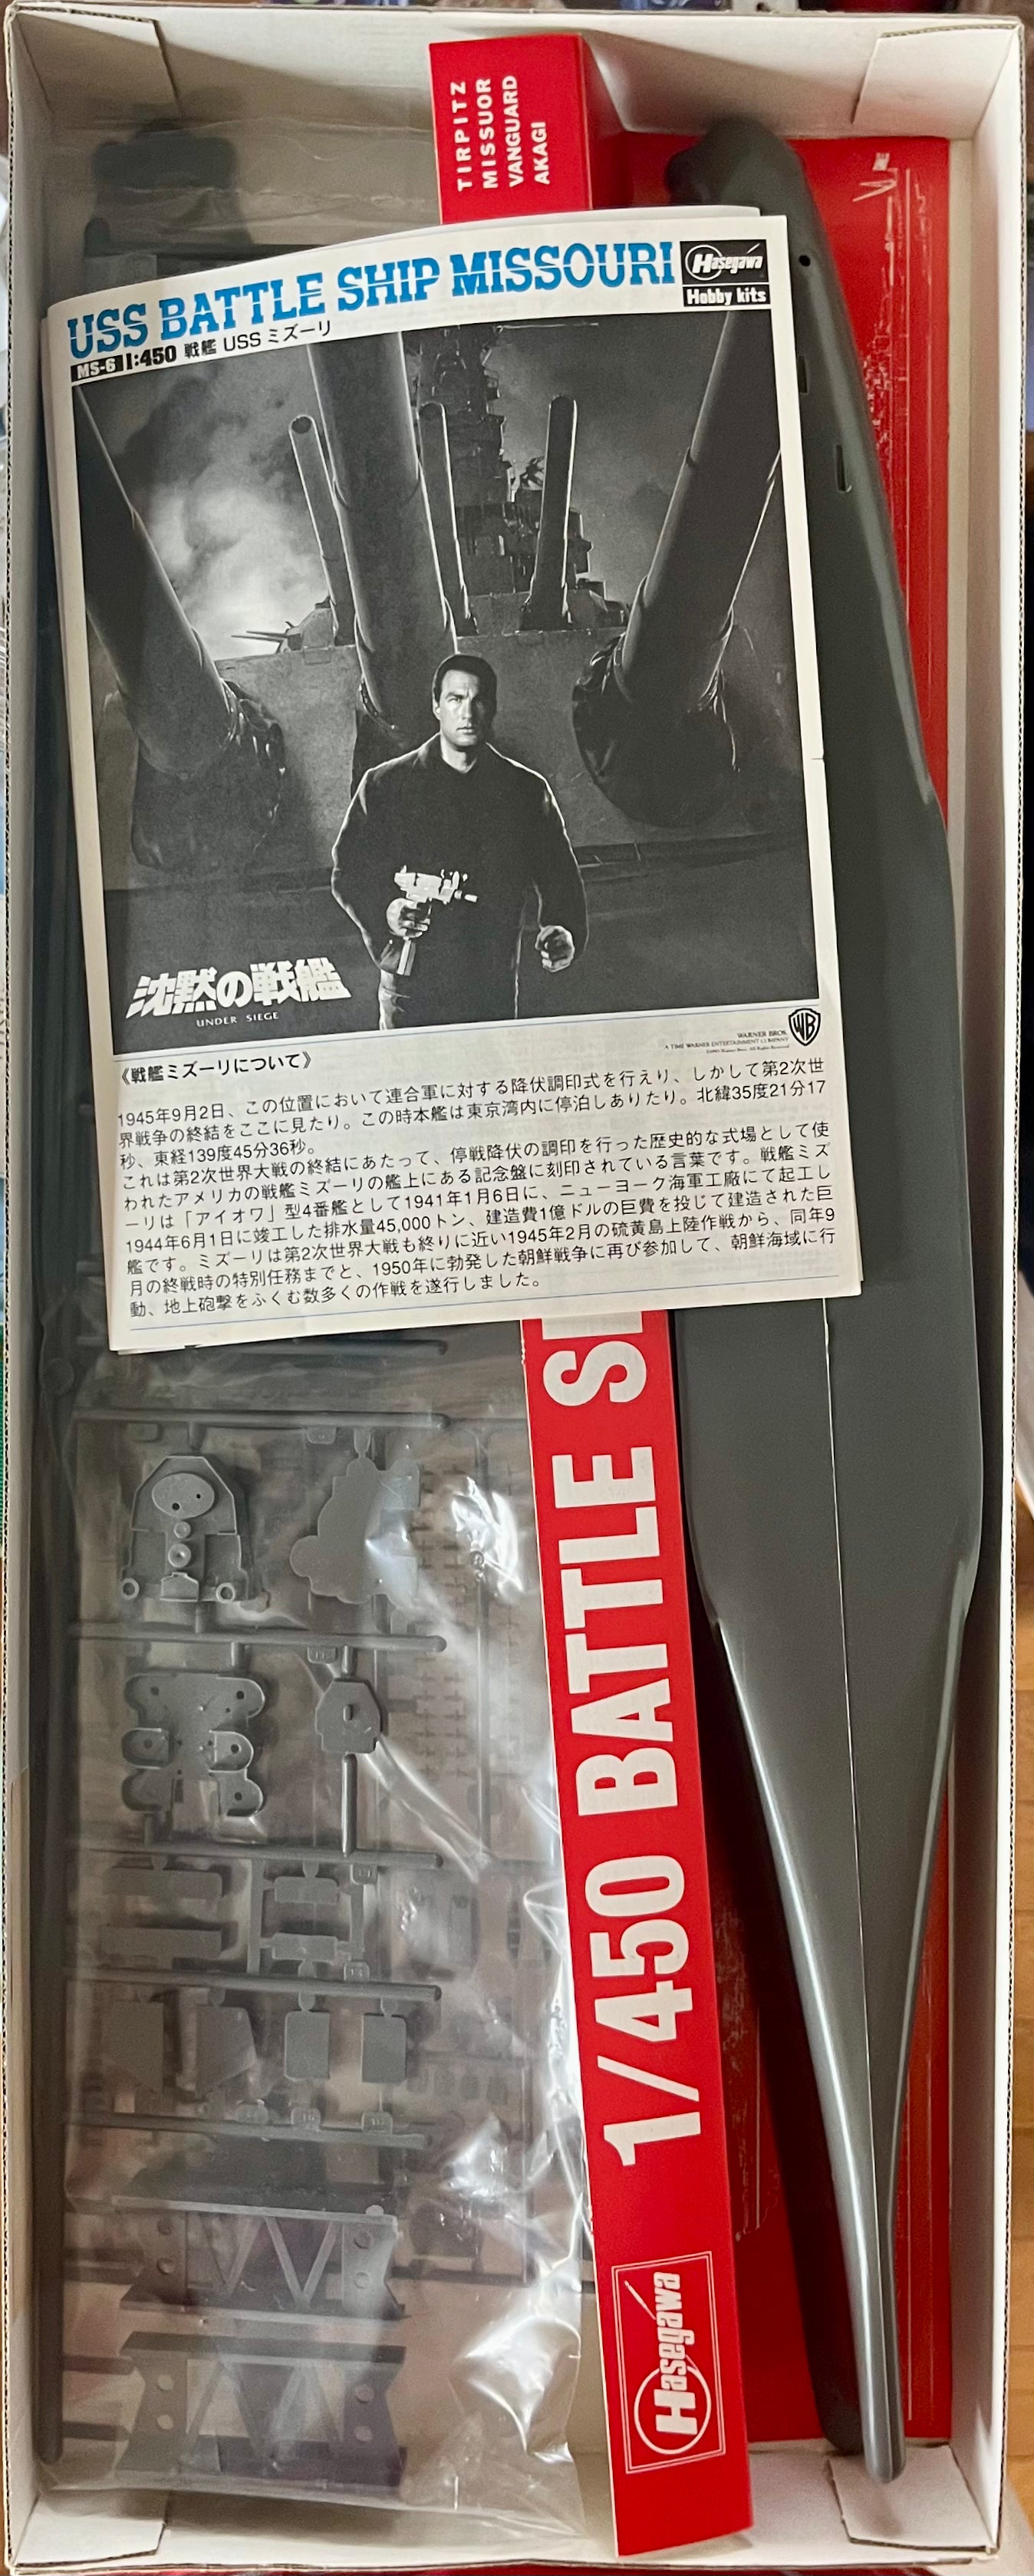 TIRPITZ
MISSUOR
VANGUARD
AKAGI
USS BATTLE SHIP MISSOURI
Hasegawa
Hobby kits
MS-6 1:450 戦艦 USS ミズーリ
沈黙の戦艦
UNDER SIEGE
WB
WARNER BROS.
A TIME WARNER ENTERTAINMENT COMPANY
《戦艦ミズーリについて》
1945年9月2日、この位置において連合軍に対する降伏調印式を行えり、しかして第2次世
界戦争の終結をここに見たり。この時本艦は東京湾内に停泊しありたり。北緯35度21分17
秒、東経139度45分36秒。
これは第2次世界大戦の終結にあたって、停戦降伏の調印を行った歴史的な式場として使
われたアメリカの戦艦ミズーリの艦上にある記念盤に刻印されている言葉です。戦艦ミズ
ーリは「アイオワ」型4番艦として1941年1月6日に、ニューヨーク海軍工廠にて起工し
1944年6月1日に竣工した排水量45,000トン、建造費1億ドルの巨費を投じて建造された巨
艦です。ミズーリは第2次世界大戦も終りに近い1945年2月の硫黄島上陸作戦から、同年9
月の終戦時の特別任務までと、1950年に勃発した朝鮮戦争に再び参加して、朝鮮海域に行
動、地上砲撃をふくむ数多くの作戦を遂行しました。
1/450 BATTLE S
Hasegawa